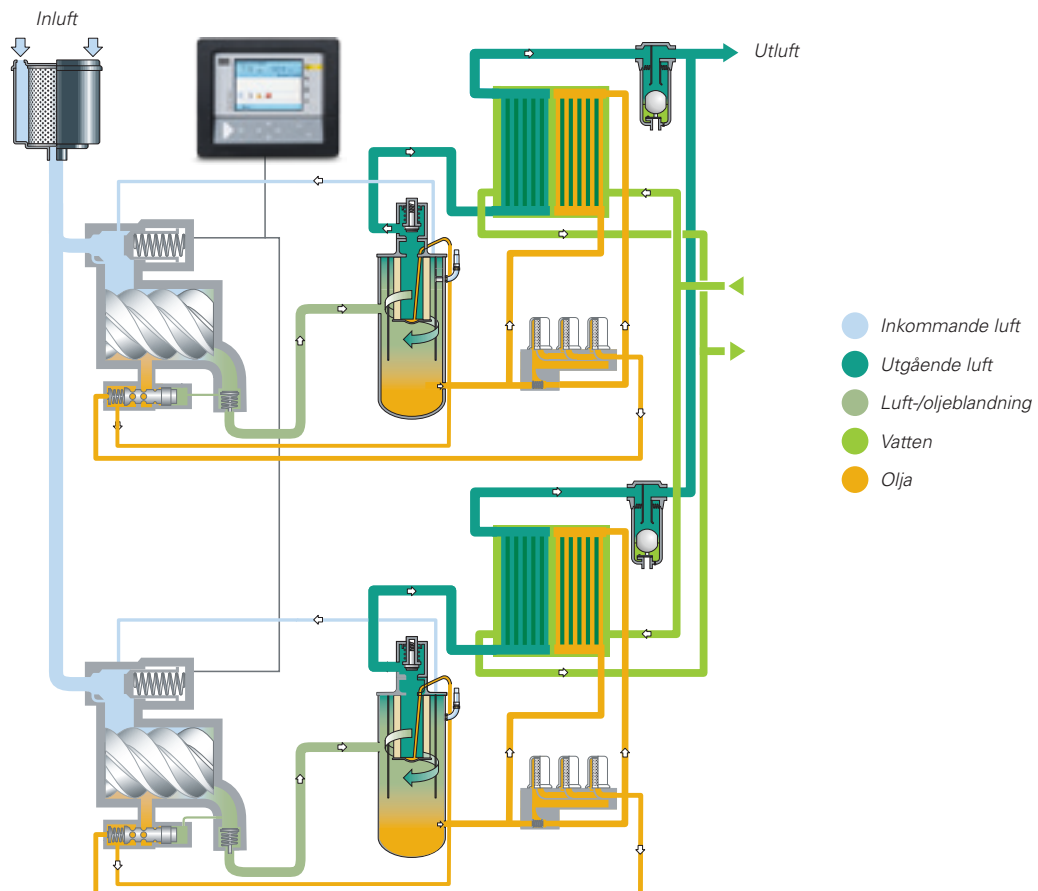 Inluft
Utluft
Inkommande luft
Utgående luft
Luft-/oljeblandning
Vatten
Olja